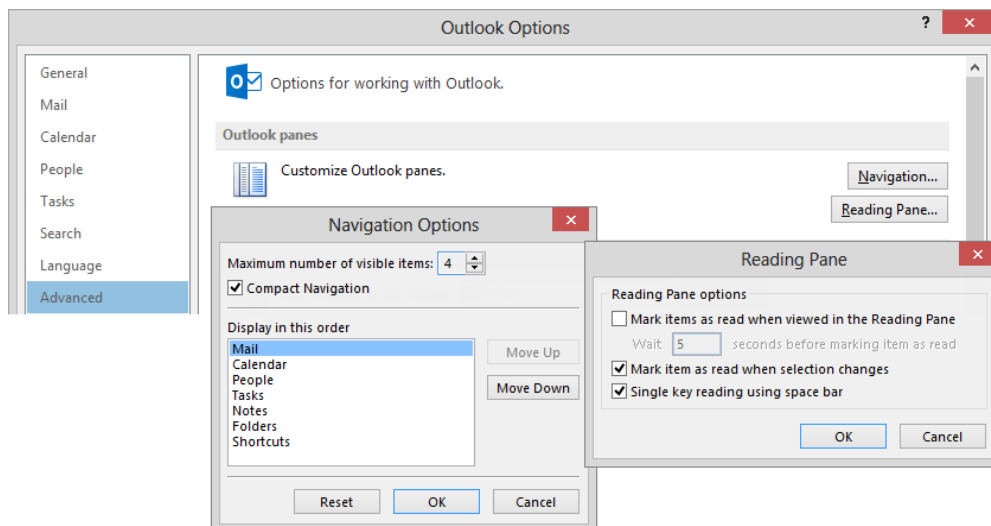 Outlook Options
?
General
Mail
Calendar
People
Tasks
Search
Language
Advanced
Options for working with Outlook.
Outlook panes
Customize Outlook panes.
Navigation...
Reading Pane...
Navigation Options
Maximum number of visible items: 4
Compact Navigation
Display in this order
Mail
Calendar
People
Tasks
Notes
Folders
Shortcuts
Move Up
Move Down
Reset OK Cancel
Reading Pane
Reading Pane options
Mark items as read when viewed in the Reading Pane
Wait 5 seconds before marking item as read
Mark item as read when selection changes
Single key reading using space bar
OK Cancel